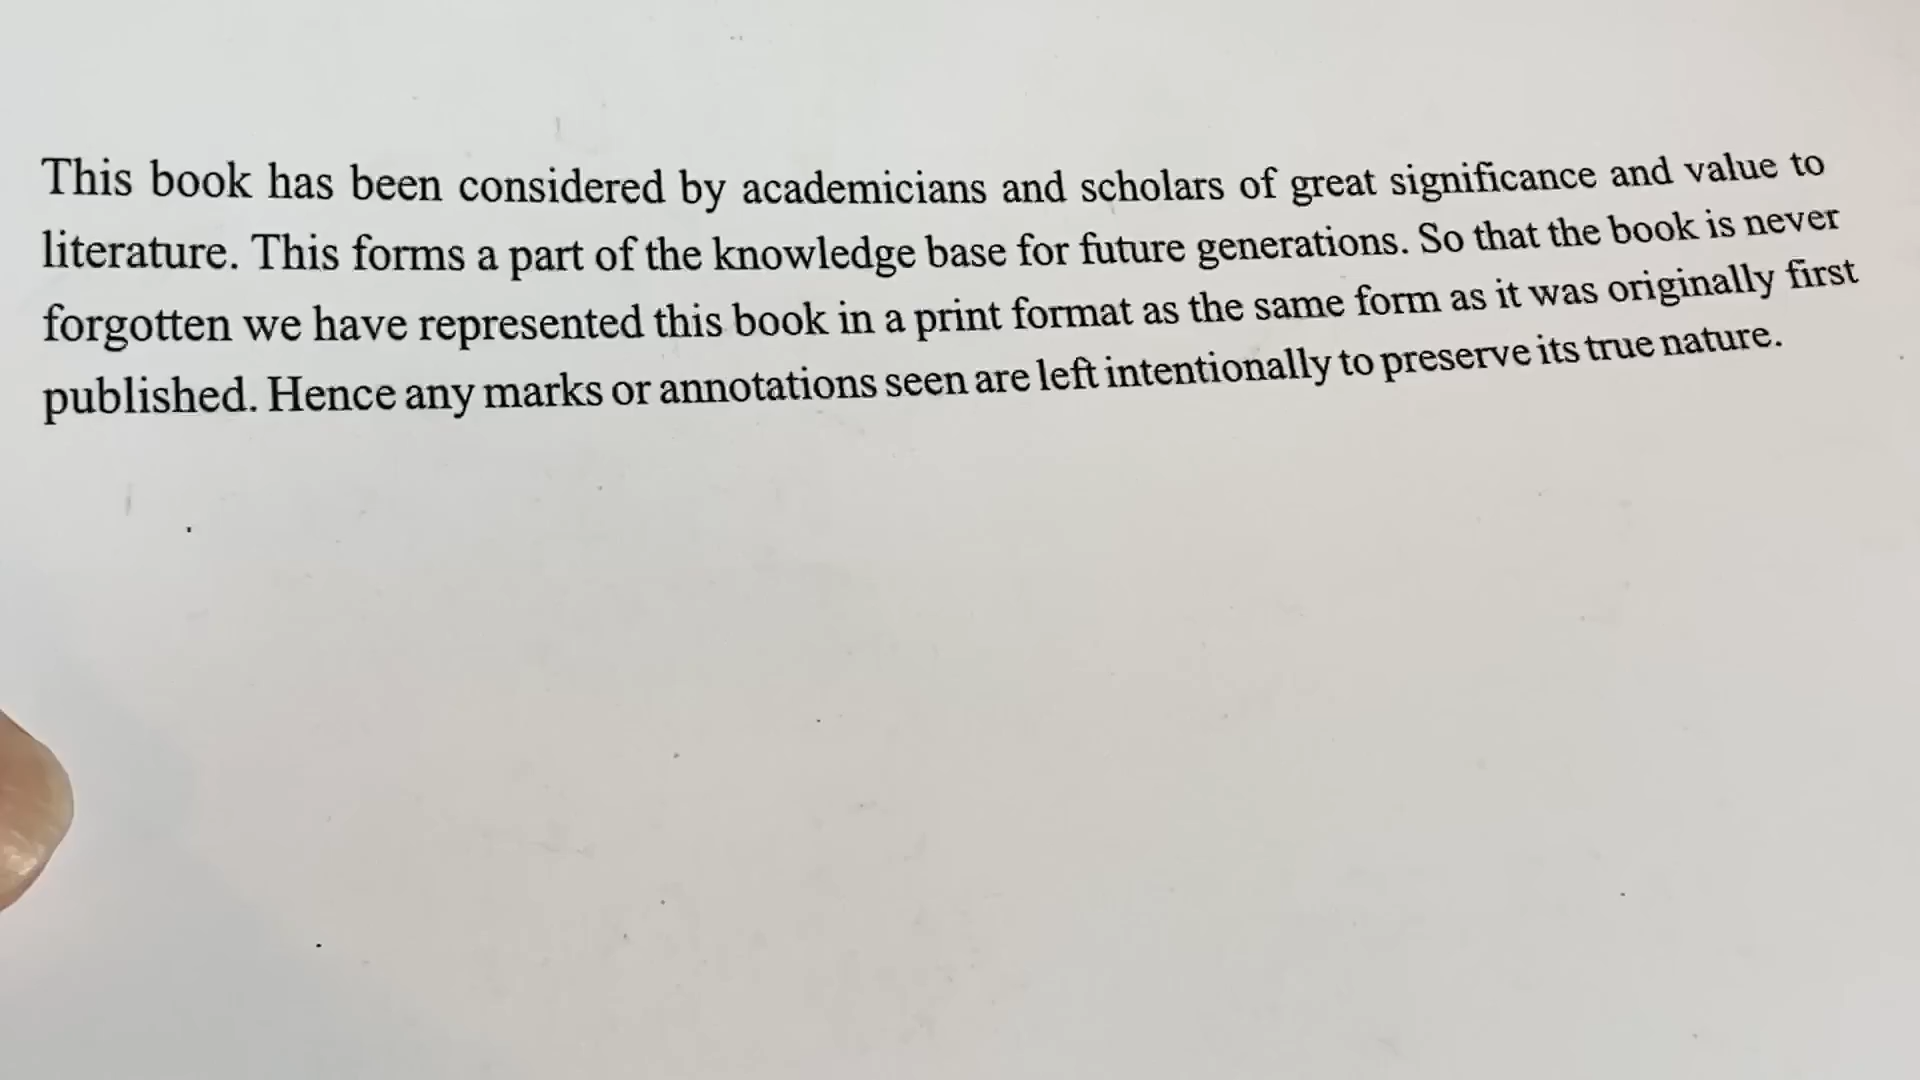 This book has been considered by academicians and scholars of great significance and value to
literature. This forms a part of the knowledge base for future generations. So that the book is never
forgotten we have represented this book in a print format as the same form as it was originally first
published. Hence any marks or annotations seen are left intentionally to preserve its true nature.